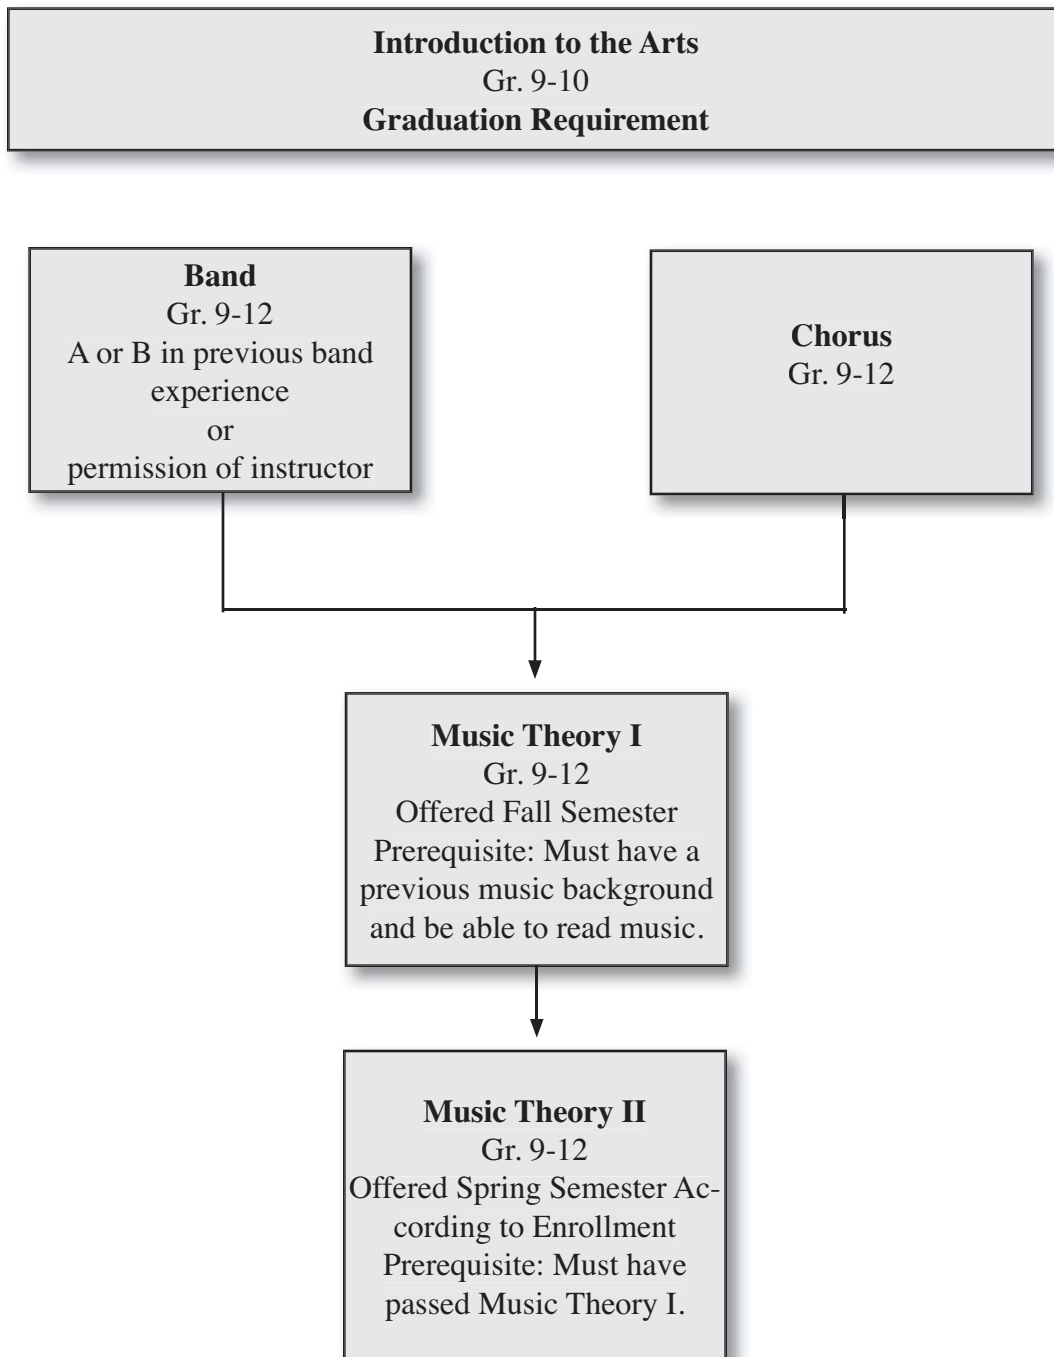 Introduction to the Arts
Gr. 9-10
Graduation Requirement
Band
Gr. 9-12
A or B in previous band
experience
or
permission of instructor
Chorus
Gr. 9-12
Music Theory I
Gr. 9-12
Offered Fall Semester
Prerequisite: Must have a
previous music background
and be able to read music.
Music Theory II
Gr. 9-12
Offered Spring Semester Ac-
cording to Enrollment
Prerequisite: Must have
passed Music Theory I.